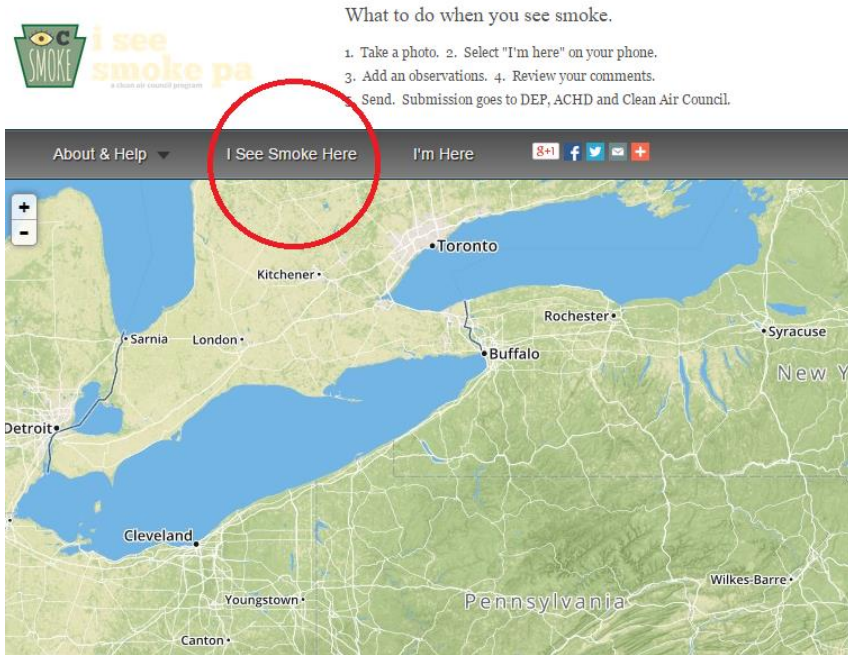 C
SMOKE
i see
smoke pa
a clean air council program
What to do when you see smoke.
1. Take a photo. 2. Select "I'm here" on your phone.
3. Add an observations. 4. Review your comments.
5. Send. Submission goes to DEP, ACHD and Clean Air Council.
About & Help
I See Smoke Here
I'm Here
g+1
f
+
-
Toronto
Kitchener
Rochester
Sarnia
London
Syracuse
Buffalo
New Y
Detroit
Cleveland
Wilkes-Barre
Youngstown
Pennsylvania
Canton